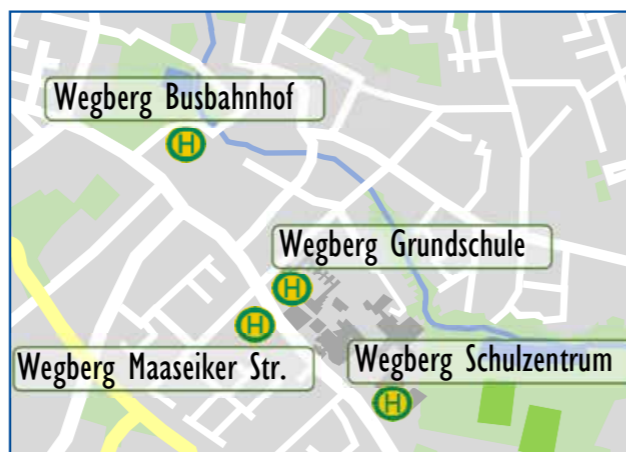 Wegberg Busbahnhof
H
Wegberg Grundschule
H
H
Wegberg Maaseiker Str.
Wegberg Schulzentrum
H